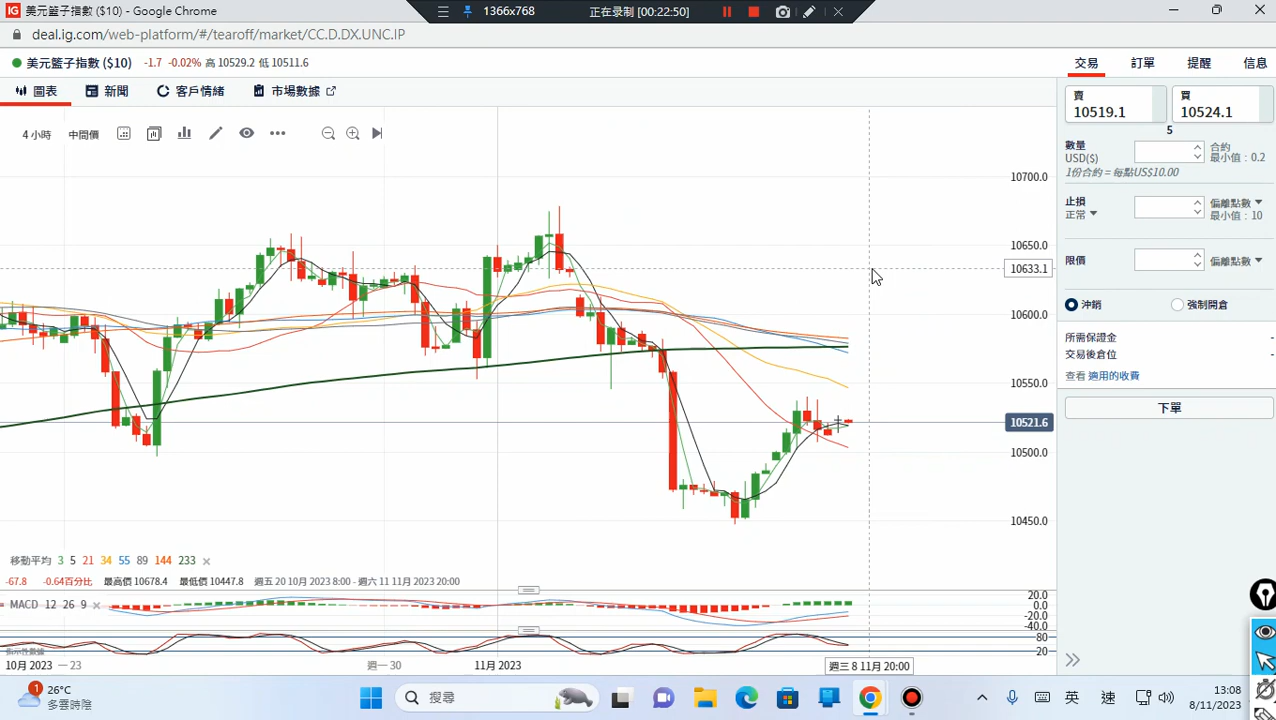 IG 美元籃子指數 ($10) - Google Chrome
1366x768 正在录制 [00:22:50]
deal.ig.com/web-platform/#/tearoff/market/CC.D.DX.UNC.IP
美元籃子指數 ($10) -1.7 -0.02% 高 10529.2 低 10511.6
交易 訂單 提醒 信息
圖表 新聞 客戶情緒 市場數據
賣 10519.1
買 10524.1
5
4 小時 中間價
數量
USD($)
合約
最小值 : 0.2
1份合約 = 每點US$10.00
止損
正常
偏離點數
最小值 : 10
限價 偏離點數
沖銷 強制開倉
所需保證金 -
交易後倉位 -
查看 適用的收費
下單
10700.0
10650.0
10633.1
10600.0
10550.0
10521.6
10500.0
10450.0
移動平均 3 5 21 34 55 89 144 233
-67.8 -0.64百分比 最高價 10678.4 最低價 10447.8 週五 20 10月 2023 8:00 - 週六 11 11月 2023 20:00
MACD 12 26 9
20.0
0.0
-20.0
-40.0
80
20
10月 2023 一 23 週一 30 11月 2023 週三 8 11月 20:00
1
26°C
多雲時陰
搜尋
英 速
13:08
8/11/2023